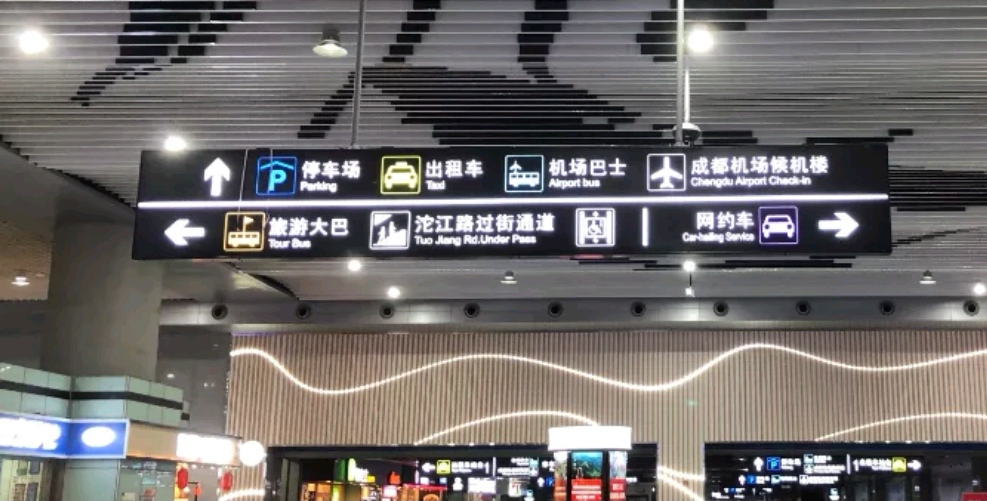 停车场 出租车 机场巴士 成都机场候机楼
Parking Taxi Airport bus Chengdu Airport Check-in
旅游大巴 沱江路过街通道 网约车
Tour Bus Tuo Jiang Rd.Under Pass Car-hailing Service